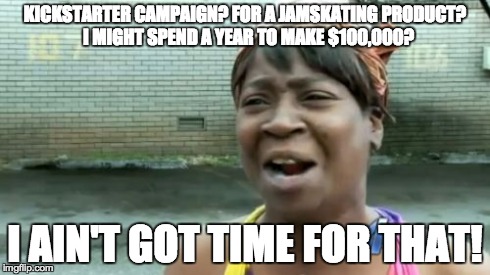 KICKSTARTER CAMPAIGN? FOR A JAMSKATING PRODUCT?
I MIGHT SPEND A YEAR TO MAKE $100,000?
I AIN'T GOT TIME FOR THAT!
imgflip.com